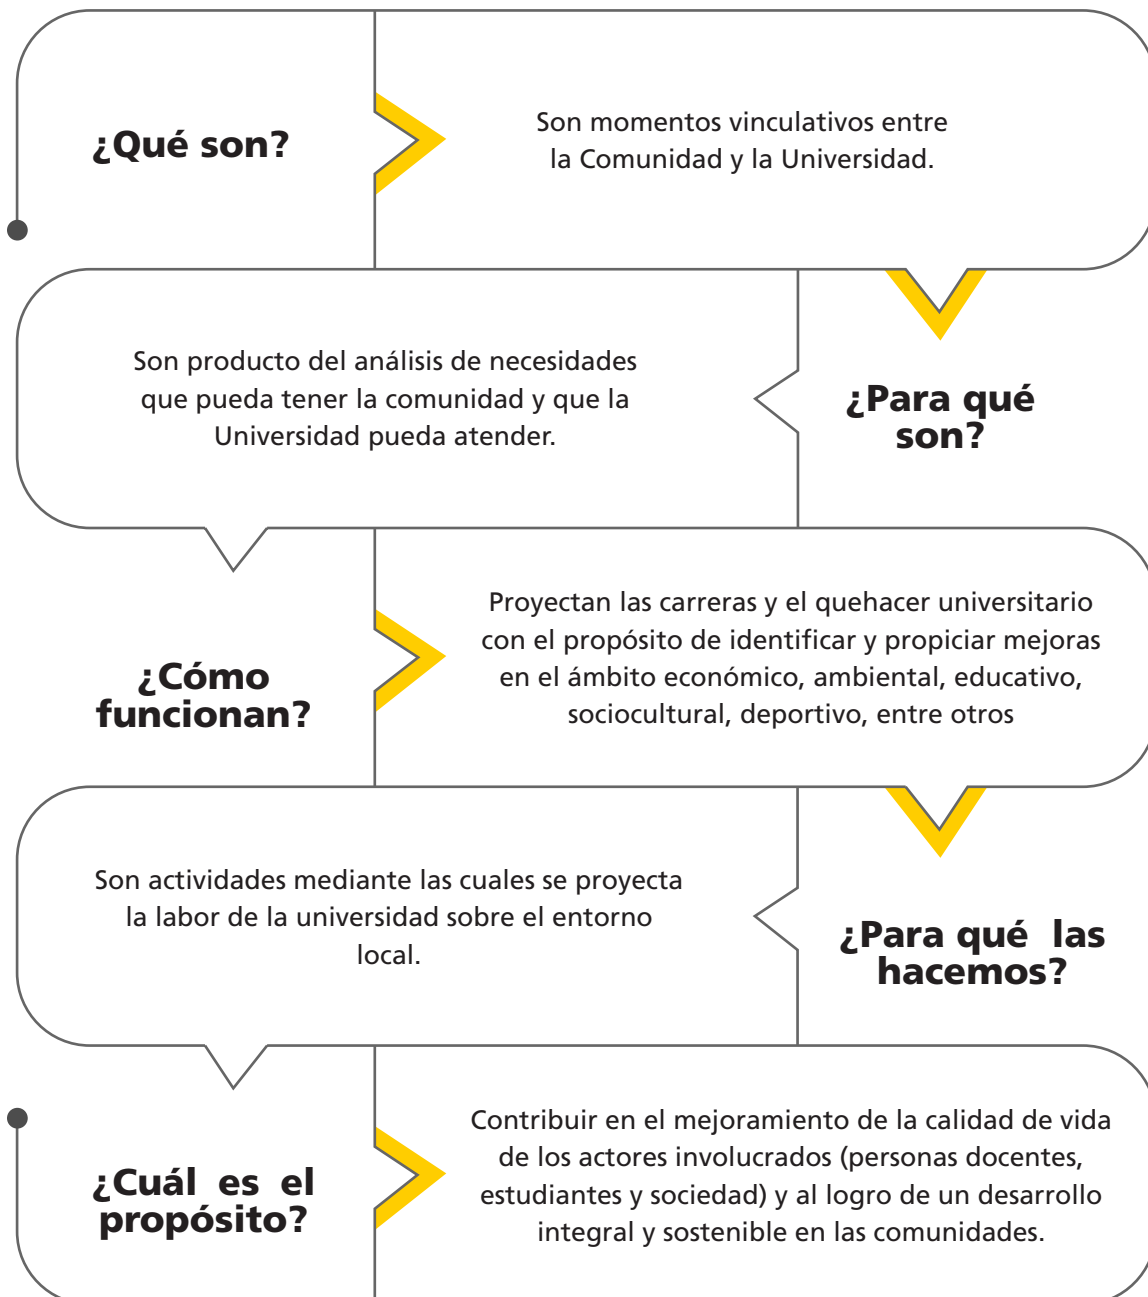 ¿Qué son?
Son momentos vinculativos entre
la Comunidad y la Universidad.
¿Para qué
son?
Son producto del análisis de necesidades
que pueda tener la comunidad y que la
Universidad pueda atender.
¿Cómo
funcionan?
Proyectan las carreras y el quehacer universitario
con el propósito de identificar y propiciar mejoras
en el ámbito económico, ambiental, educativo,
sociocultural, deportivo, entre otros
¿Para qué las
hacemos?
Son actividades mediante las cuales se proyecta
la labor de la universidad sobre el entorno
local.
¿Cuál es el
propósito?
Contribuir en el mejoramiento de la calidad de vida
de los actores involucrados (personas docentes,
estudiantes y sociedad) y al logro de un desarrollo
integral y sostenible en las comunidades.